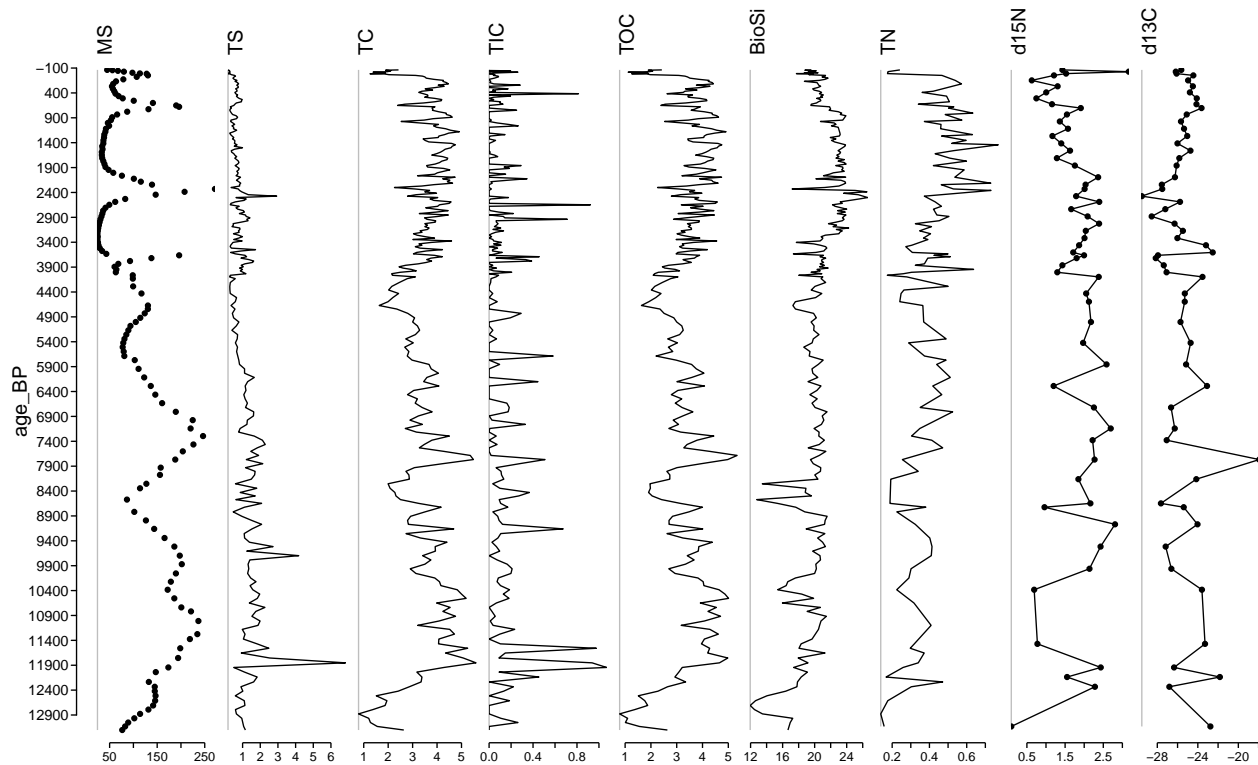 MS
TS
TC
TIC
TOC
BioSi
TN
d15N
d13C
age_BP
−100
400
900
1400
1900
2400
2900
3400
3900
4400
4900
5400
5900
6400
6900
7400
7900
8400
8900
9400
9900
10400
10900
11400
11900
12400
12900
50 150 250
1 2 3 4 5 6
0 1 2 3 4 5
0.0 0.4 0.8
1 2 3 4 5
12 16 20 24
0.2 0.4 0.6
0.5 1.5 2.5
−28 −24 −20